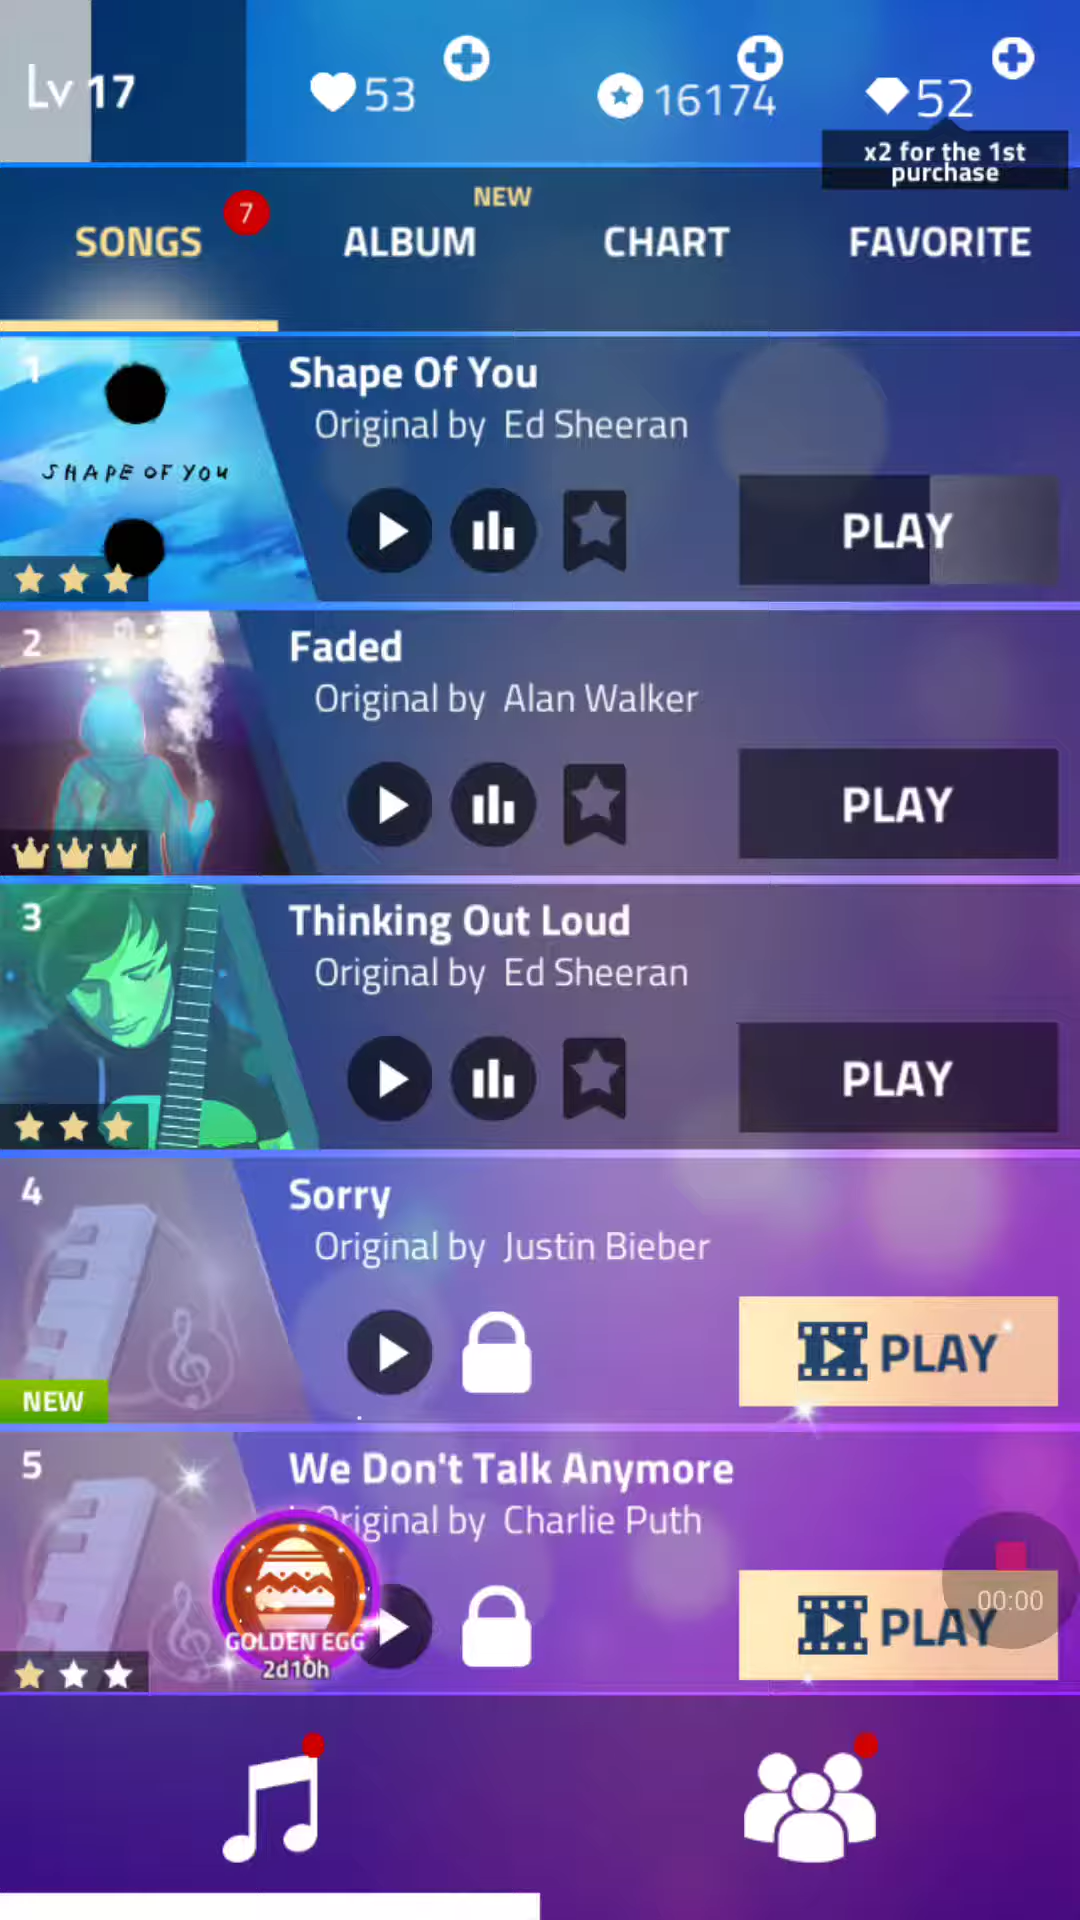 Lv 17
53
16174
52
x2 for the 1st
purchase
SONGS
7
NEW
ALBUM
CHART
FAVORITE
1
Shape Of You
Original by Ed Sheeran
SHAPE OF YOU
PLAY
2
Faded
Original by Alan Walker
PLAY
3
Thinking Out Loud
Original by Ed Sheeran
PLAY
4
Sorry
Original by Justin Bieber
PLAY
NEW
5
We Don't Talk Anymore
Original by Charlie Puth
00:00
PLAY
GOLDEN EGG
2d10h